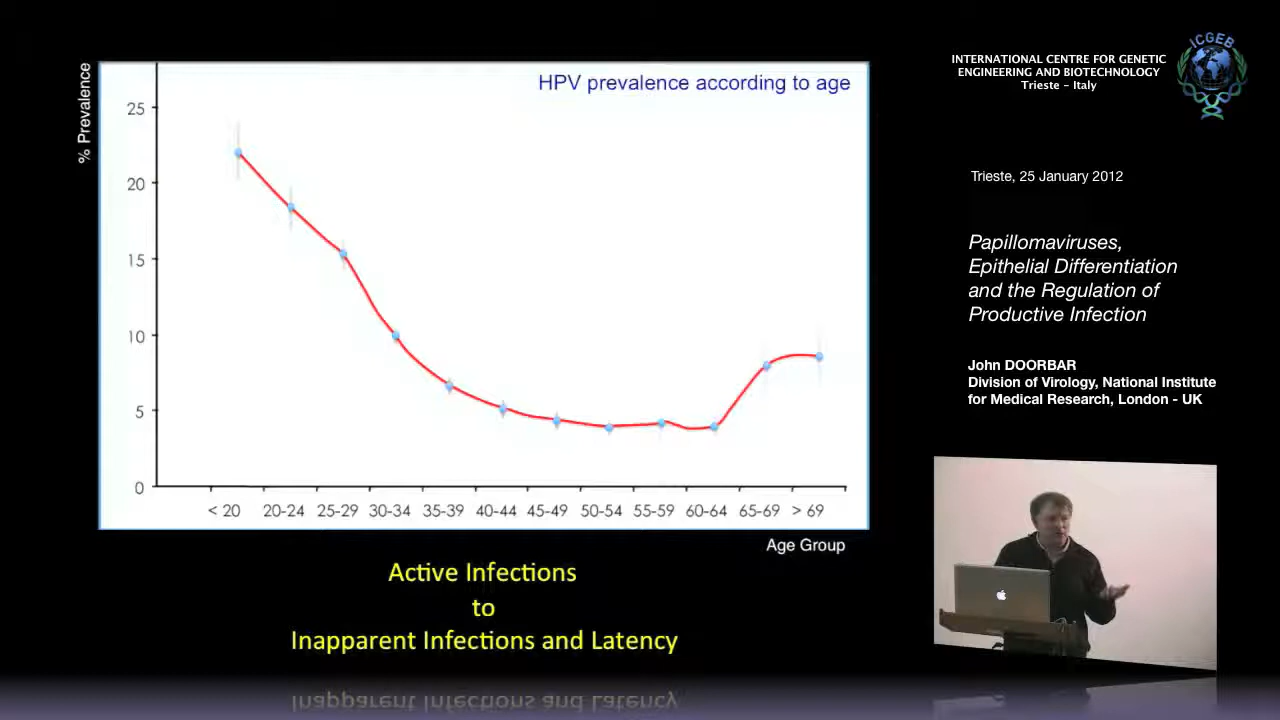 HPV prevalence according to age
% Prevalence
25
20
15
10
5
0
< 20 20-24 25-29 30-34 35-39 40-44 45-49 50-54 55-59 60-64 65-69 > 69
Age Group
Active Infections
to
Inapparent Infections and Latency
INTERNATIONAL CENTRE FOR GENETIC
ENGINEERING AND BIOTECHNOLOGY
Trieste - Italy
ICGEB
Trieste, 25 January 2012
Papillomaviruses,
Epithelial Differentiation
and the Regulation of
Productive Infection
John DOORBAR
Division of Virology, National Institute
for Medical Research, London - UK